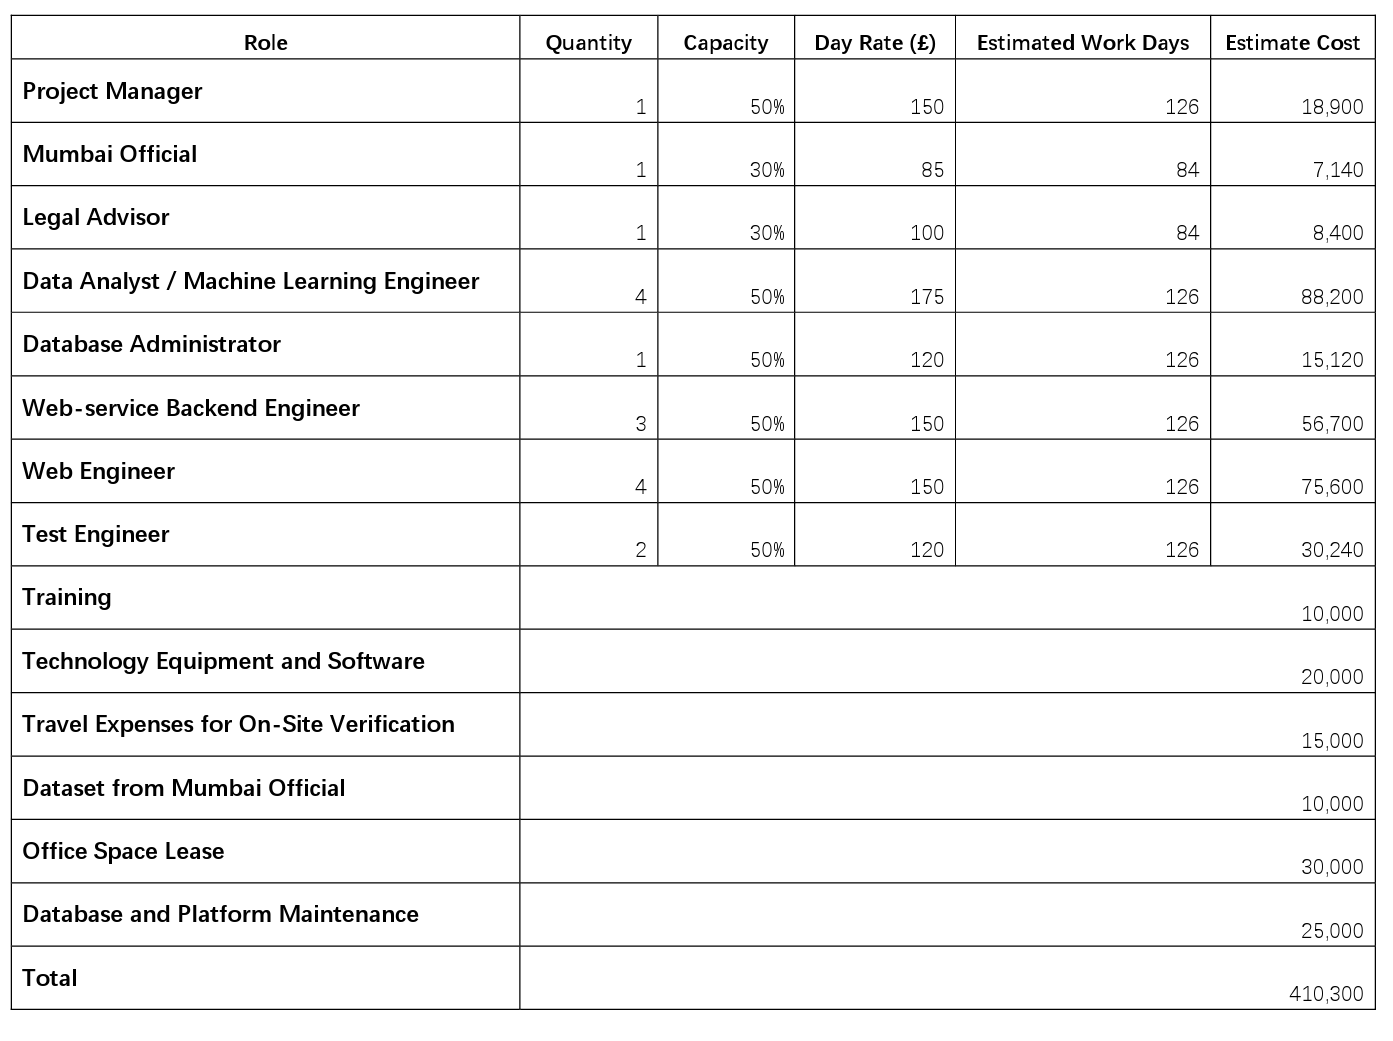 Role Quantity Capacity Day Rate (£) Estimated Work Days Estimate Cost
Project Manager 1 50% 150 126 18,900
Mumbai Official 1 30% 85 84 7,140
Legal Advisor 1 30% 100 84 8,400
Data Analyst / Machine Learning Engineer 4 50% 175 126 88,200
Database Administrator 1 50% 120 126 15,120
Web-service Backend Engineer 3 50% 150 126 56,700
Web Engineer 4 50% 150 126 75,600
Test Engineer 2 50% 120 126 30,240
Training 10,000
Technology Equipment and Software 20,000
Travel Expenses for On-Site Verification 15,000
Dataset from Mumbai Official 10,000
Office Space Lease 30,000
Database and Platform Maintenance 25,000
Total 410,300